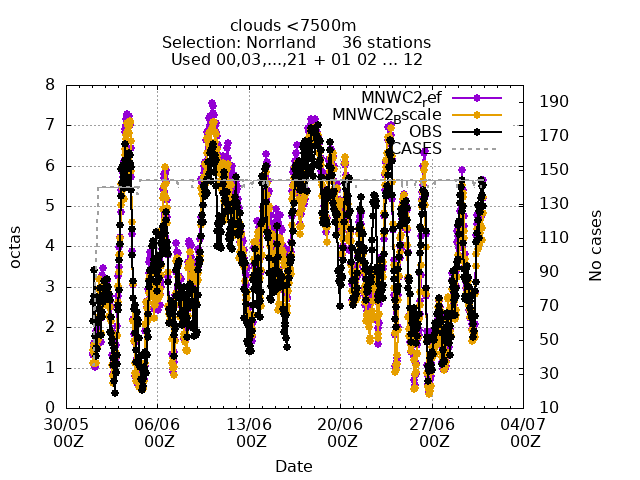 clouds <7500m
Selection: Norrland 36 stations
Used 00,03,...,21 + 01 02 ... 12
MNWC2_ref
MNWC2_Bscale
OBS
CASES
octas
8
7
6
5
4
3
2
1
0
No cases
190
170
150
130
110
90
70
50
30
10
30/05 06/06 13/06 20/06 27/06 04/07
00Z 00Z 00Z 00Z 00Z 00Z
Date